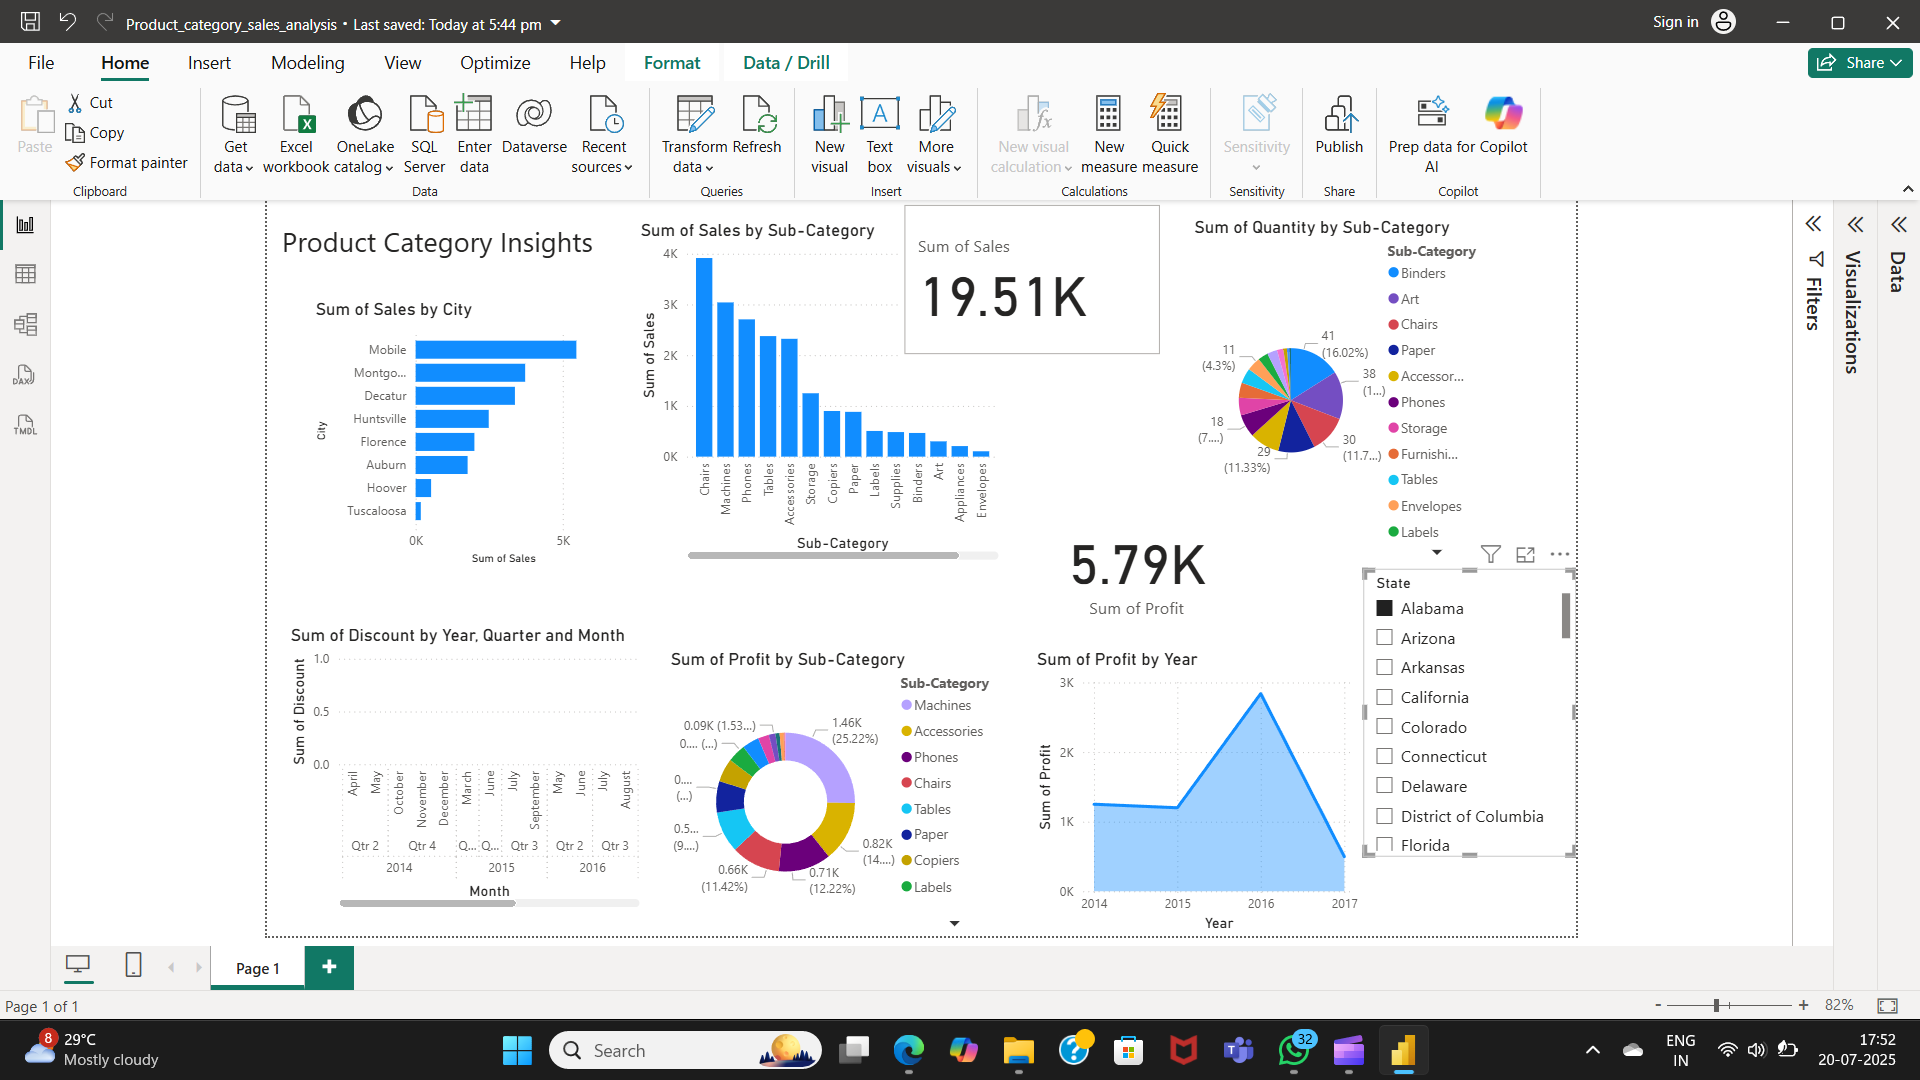 Product_category_sales_analysis • Last saved: Today at 5:44 pm
Sign in
File
Home
Insert
Modeling
View
Optimize
Help
Format
Data / Drill
Share
Paste
Cut
Copy
Format painter
Clipboard
Get data
Excel workbook
OneLake catalog
SQL Server
Enter data
Dataverse
Recent sources
Data
Transform data
Refresh
Queries
New visual
Text box
More visuals
Insert
New visual calculation
New measure
Quick measure
Calculations
Sensitivity
Sensitivity
Publish
Share
Prep data for AI
Copilot
Copilot
DAX
TMDL
Product Category Insights
Sum of Sales by City
City
Mobile
Montgo...
Decatur
Huntsville
Florence
Auburn
Hoover
Tuscaloosa
0K
5K
Sum of Sales
Sum of Sales by Sub-Category
Sum of Sales
4K
3K
2K
1K
0K
Chairs
Machines
Phones
Tables
Accessories
Storage
Copiers
Paper
Labels
Supplies
Binders
Art
Appliances
Envelopes
Sub-Category
Sum of Sales
19.51K
Sum of Quantity by Sub-Category
41
(16.02%)
38
(1...)
30
(11.7...)
29
(11.33%)
18
(7....)
11
(4.3%)
Sub-Category
Binders
Art
Chairs
Paper
Accessor...
Phones
Storage
Furnishi...
Tables
Envelopes
Labels
5.79K
Sum of Profit
State
Alabama
Arizona
Arkansas
California
Colorado
Connecticut
Delaware
District of Columbia
Florida
Sum of Discount by Year, Quarter and Month
Sum of Discount
1.0
0.5
0.0
April
May
October
November
December
March
June
July
September
May
June
July
August
Qtr 2
Qtr 4
Q...
Q...
Qtr 3
Qtr 2
Qtr 3
2014
2015
2016
Month
Sum of Profit by Sub-Category
1.46K
(25.22%)
0.82K
(14....)
0.71K
(12.22%)
0.66K
(11.42%)
0.5...
(9....)
0....
(...)
0.... (...)
0.09K (1.53...)
Sub-Category
Machines
Accessories
Phones
Chairs
Tables
Paper
Copiers
Labels
Sum of Profit by Year
Sum of Profit
3K
2K
1K
0K
2014
2015
2016
2017
Year
Filters
Visualizations
Data
Page 1
Page 1 of 1
- + 82%
8
29°C
Mostly cloudy
Search
32
ENG
IN
17:52
20-07-2025